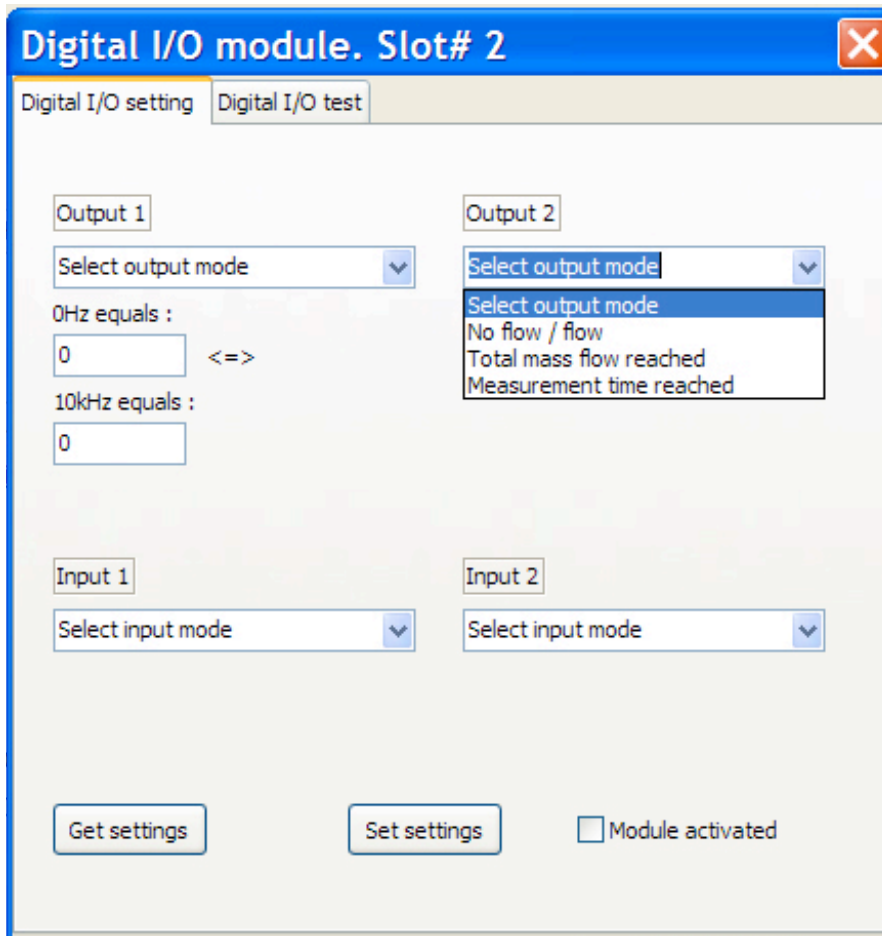 Digital I/O module. Slot# 2
Digital I/O setting
Digital I/O test
Output 1
Output 2
Select output mode
Select output mode
0Hz equals :
Select output mode
No flow / flow
0
<=>
Total mass flow reached
Measurement time reached
10kHz equals :
0
Input 1
Input 2
Select input mode
Select input mode
Get settings
Set settings
Module activated